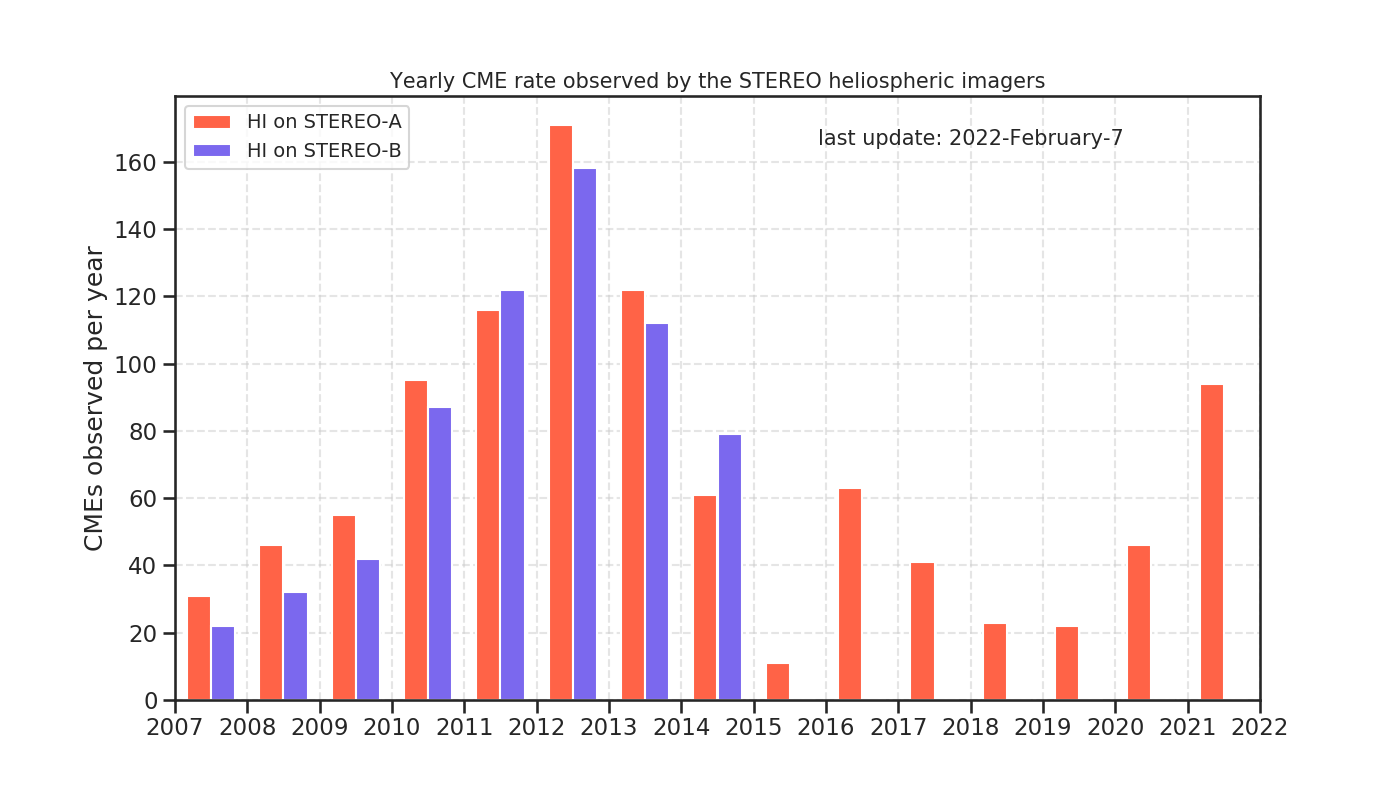 Yearly CME rate observed by the STEREO heliospheric imagers
HI on STEREO-A
HI on STEREO-B
last update: 2022-February-7
CMEs observed per year
160
140
120
100
80
60
40
20
0
2007 2008 2009 2010 2011 2012 2013 2014 2015 2016 2017 2018 2019 2020 2021 2022